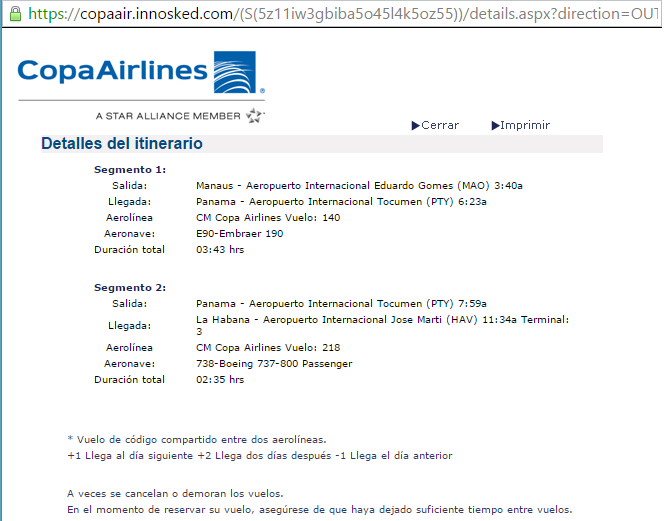 https://copaair.innosked.com/(S(5z11iw3gbiba5o45l4k5oz55))/details.aspx?direction=OUT
CopaAirlines
A STAR ALLIANCE MEMBER
Cerrar Imprimir
Detalles del itinerario
Segmento 1:
Salida: Manaus - Aeropuerto Internacional Eduardo Gomes (MAO) 3:40a
Llegada: Panama - Aeropuerto Internacional Tocumen (PTY) 6:23a
Aerolínea CM Copa Airlines Vuelo: 140
Aeronave: E90-Embraer 190
Duración total 03:43 hrs
Segmento 2:
Salida: Panama - Aeropuerto Internacional Tocumen (PTY) 7:59a
Llegada: La Habana - Aeropuerto Internacional Jose Marti (HAV) 11:34a Terminal:
3
Aerolínea CM Copa Airlines Vuelo: 218
Aeronave: 738-Boeing 737-800 Passenger
Duración total 02:35 hrs
* Vuelo de código compartido entre dos aerolíneas.
+1 Llega al día siguiente +2 Llega dos días después -1 Llega el día anterior
A veces se cancelan o demoran los vuelos.
En el momento de reservar su vuelo, asegúrese de que haya dejado suficiente tiempo entre vuelos.